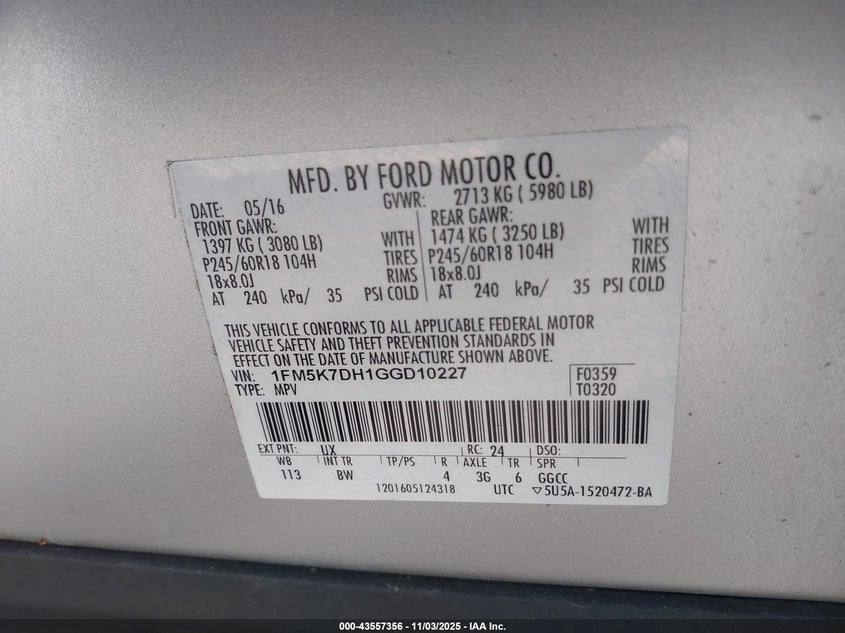 MFD. BY FORD MOTOR CO.
DATE: 05/16 GVWR: 2713 KG ( 5980 LB)
FRONT GAWR: REAR GAWR:
1397 KG ( 3080 LB) WITH 1474 KG ( 3250 LB) WITH
P245/60R18 104H TIRES P245/60R18 104H TIRES
18x8.0J RIMS 18x8.0J RIMS
AT 240 kPa/ 35 PSI COLD AT 240 kPa/ 35 PSI COLD
THIS VEHICLE CONFORMS TO ALL APPLICABLE FEDERAL MOTOR
VEHICLE SAFETY AND THEFT PREVENTION STANDARDS IN
EFFECT ON THE DATE OF MANUFACTURE SHOWN ABOVE.
VIN: 1FM5K7DH1GGD10227 F0359
TYPE: MPV T0320
EXT PNT: UX RC: 24 DSO:
WB INT TR TP/PS R AXLE TR SPR
113 BW 4 3G 6 GGCC
1201605124318 UTC ▽5U5A-1520472-BA
000-43557356 - 11/03/2025 - IAA Inc.